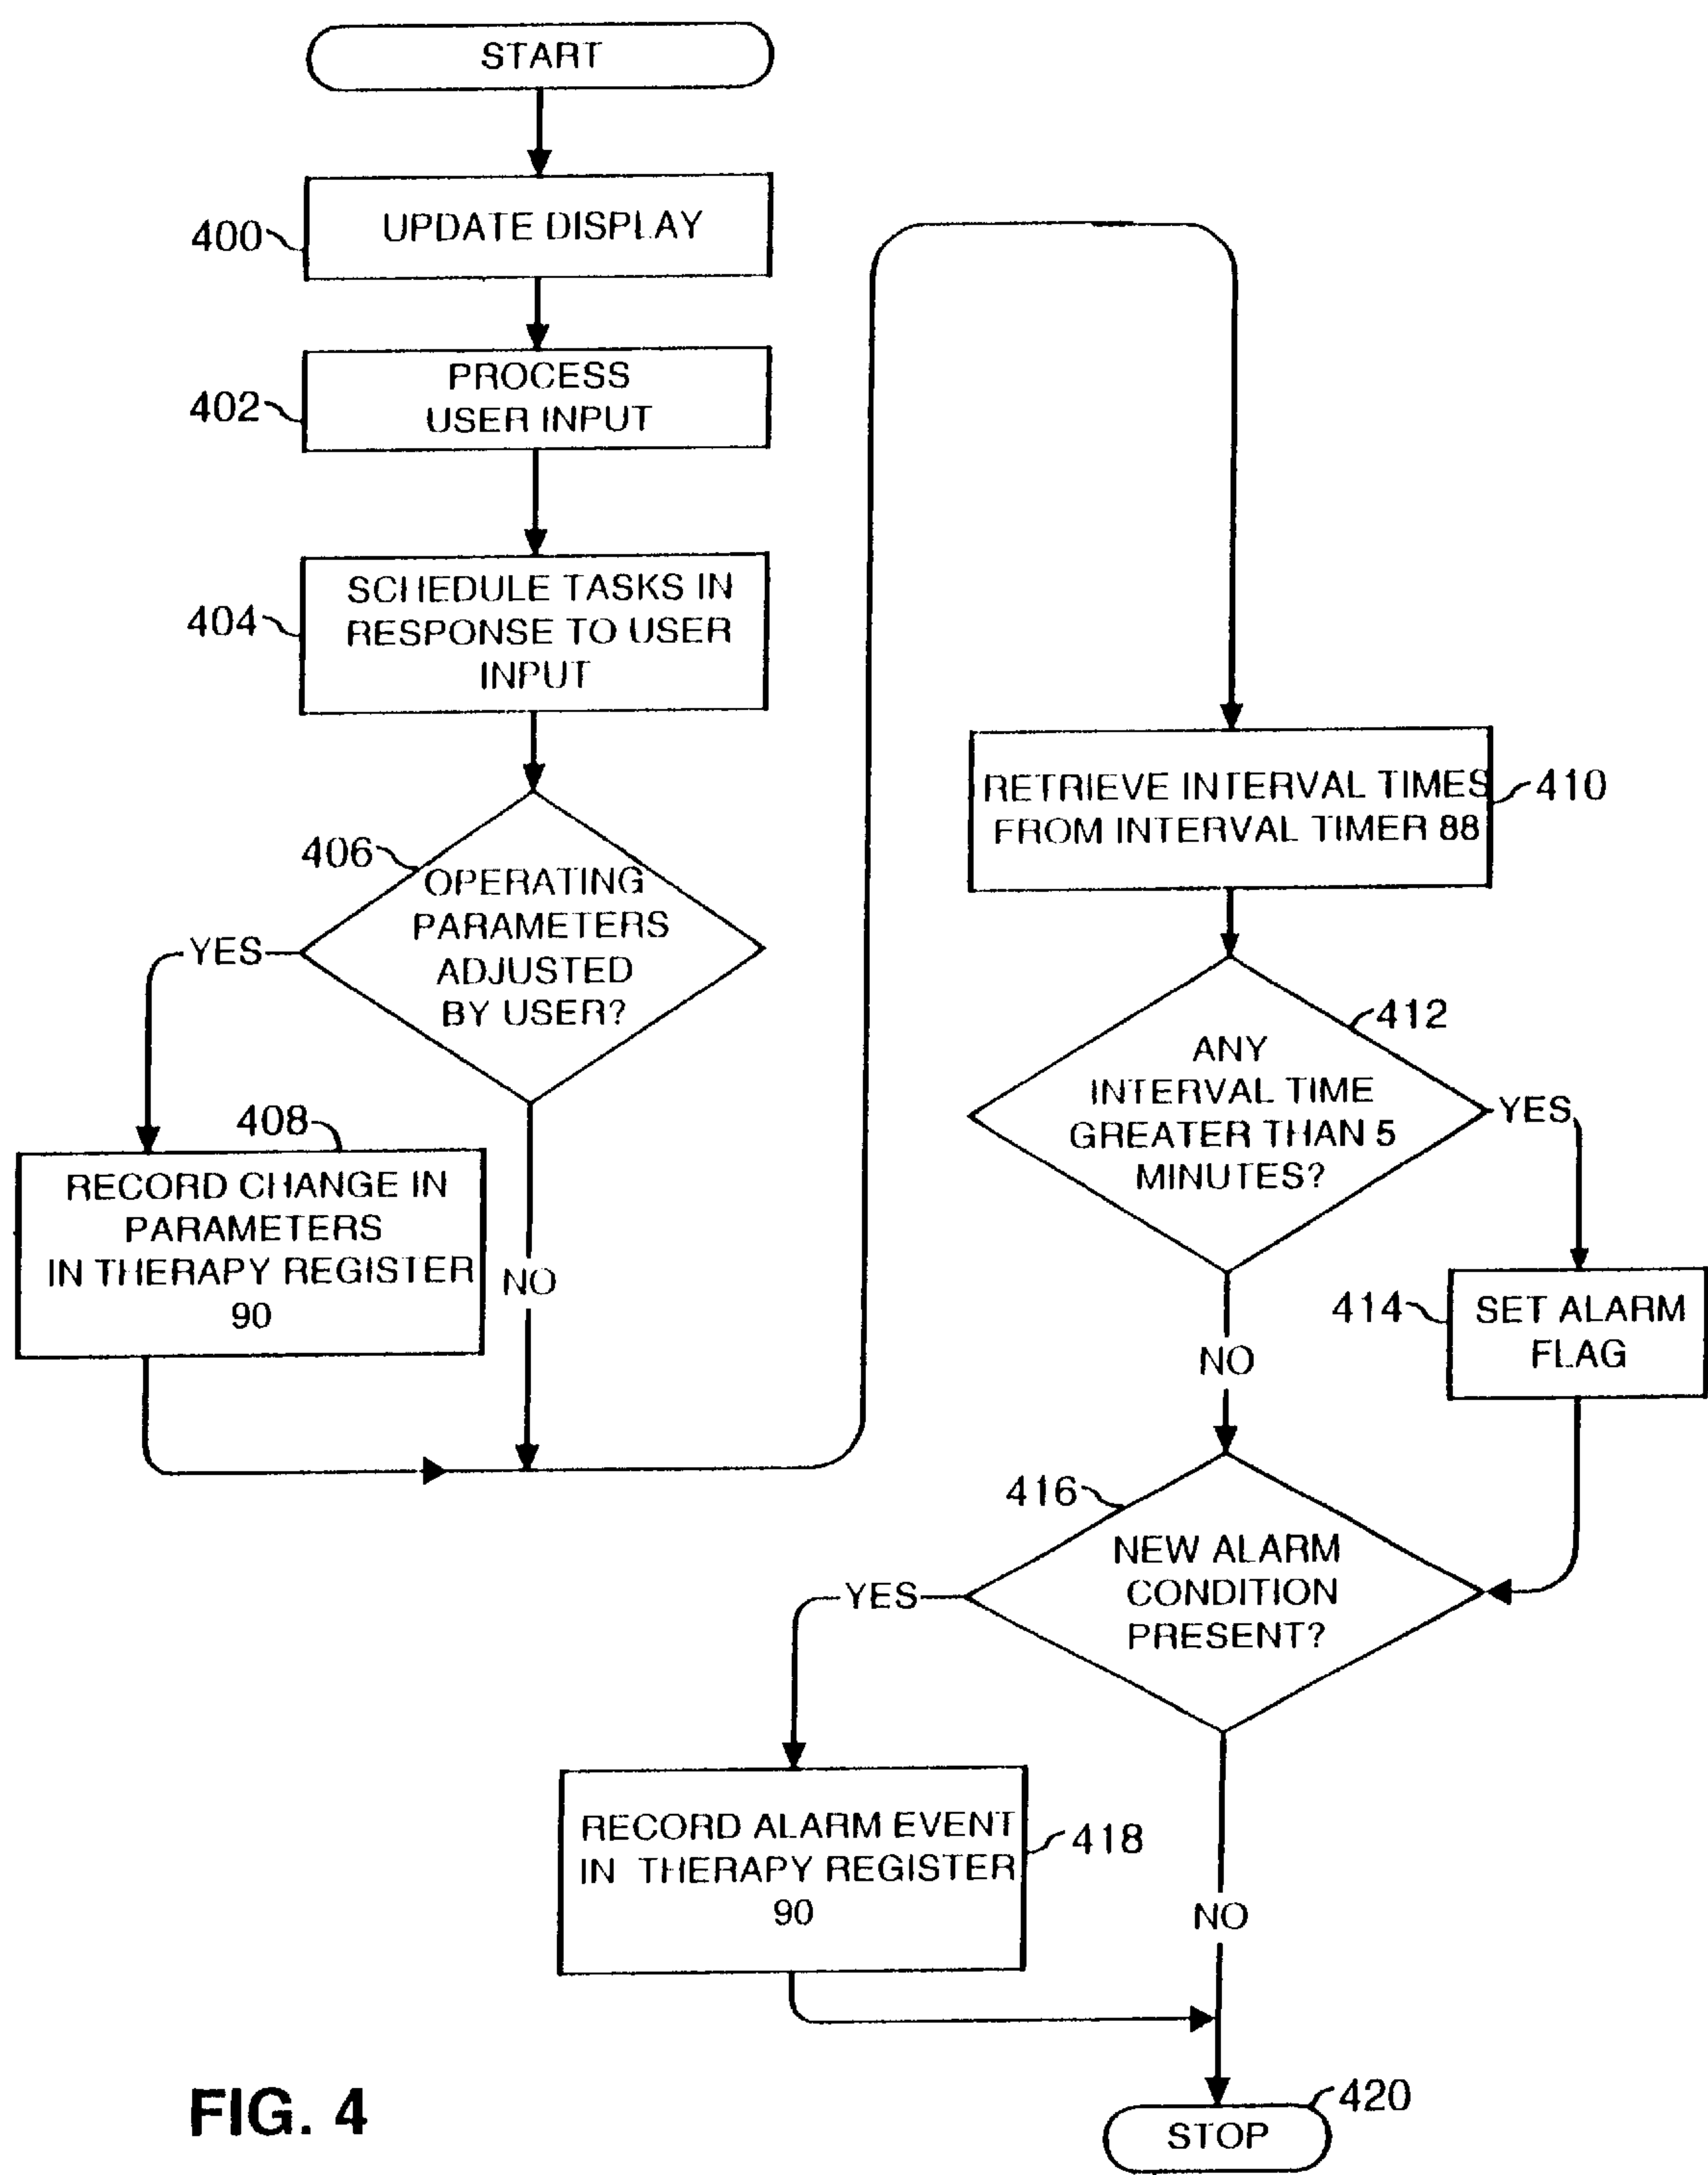 START
400
UPDATE DISPLAY
402
PROCESS
USER INPUT
404
SCHEDULE TASKS IN
RESPONSE TO USER
INPUT
406
OPERATING
PARAMETERS
ADJUSTED
BY USER?
YES
NO
408
RECORD CHANGE IN
PARAMETERS
IN THERAPY REGISTER
90
410
RETRIEVE INTERVAL TIMES
FROM INTERVAL TIMER 88
412
ANY
INTERVAL TIME
GREATER THAN 5
MINUTES?
YES
NO
414
SET ALARM
FLAG
416
NEW ALARM
CONDITION
PRESENT?
YES
NO
418
RECORD ALARM EVENT
IN THERAPY REGISTER
90
420
STOP
FIG. 4